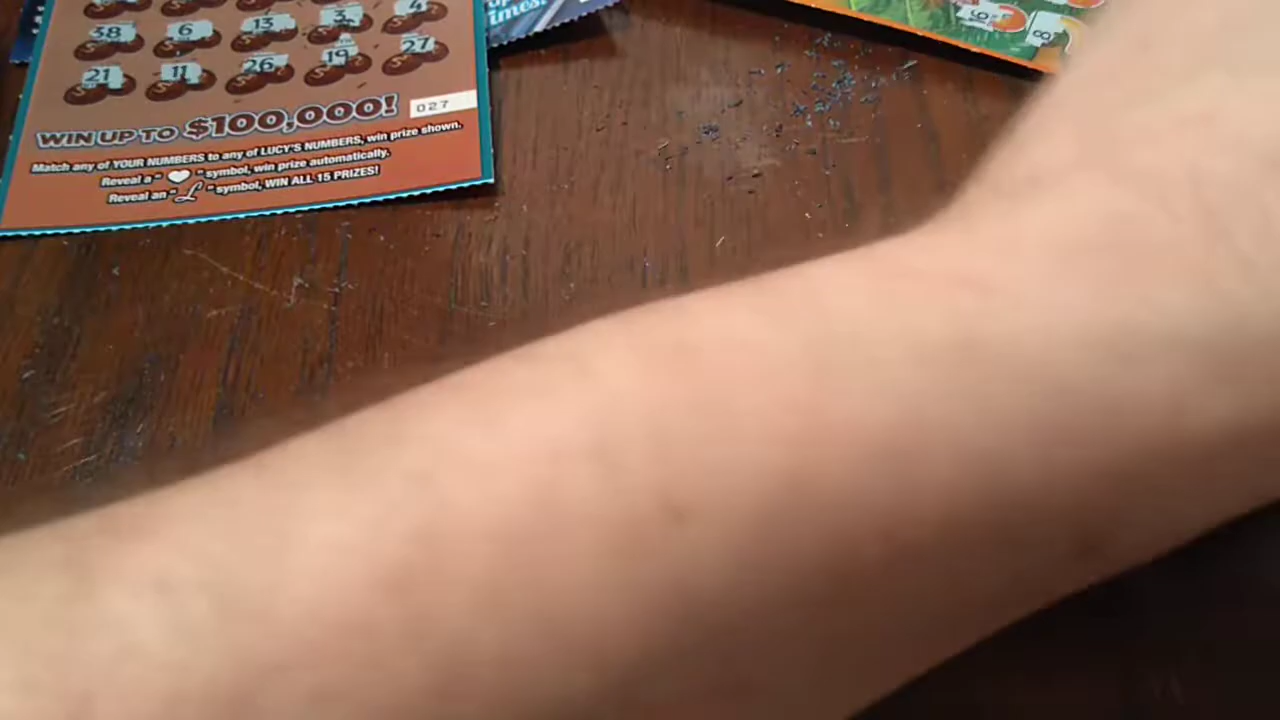 imes!
38 6 13 3 4
21 11 26 19 27
WIN UP TO $100,000! 027
Match any of YOUR NUMBERS to any of LUCY'S NUMBERS, win prize shown.
Reveal a "♥" symbol, win prize automatically.
Reveal an "L" symbol, WIN ALL 15 PRIZES!